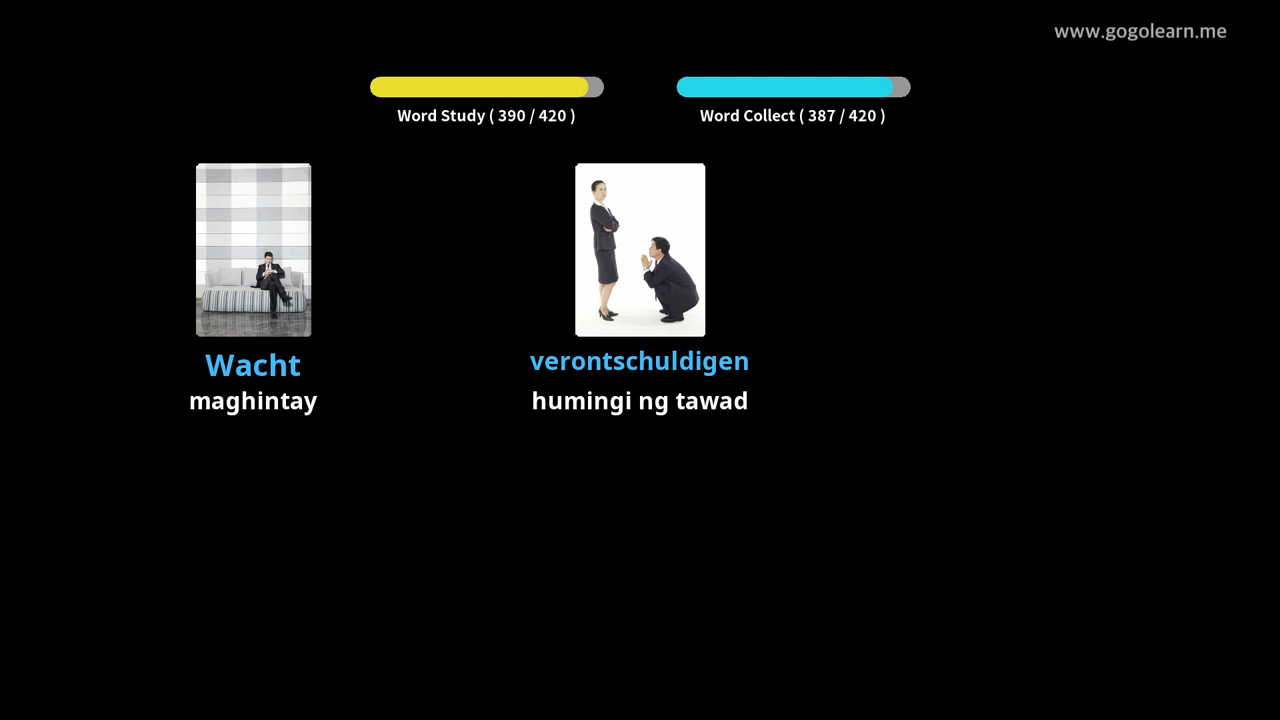 www.gogolearn.me
Word Study ( 390 / 420 )
Word Collect ( 387 / 420 )
Wacht
maghintay
verontschuldigen
humingi ng tawad